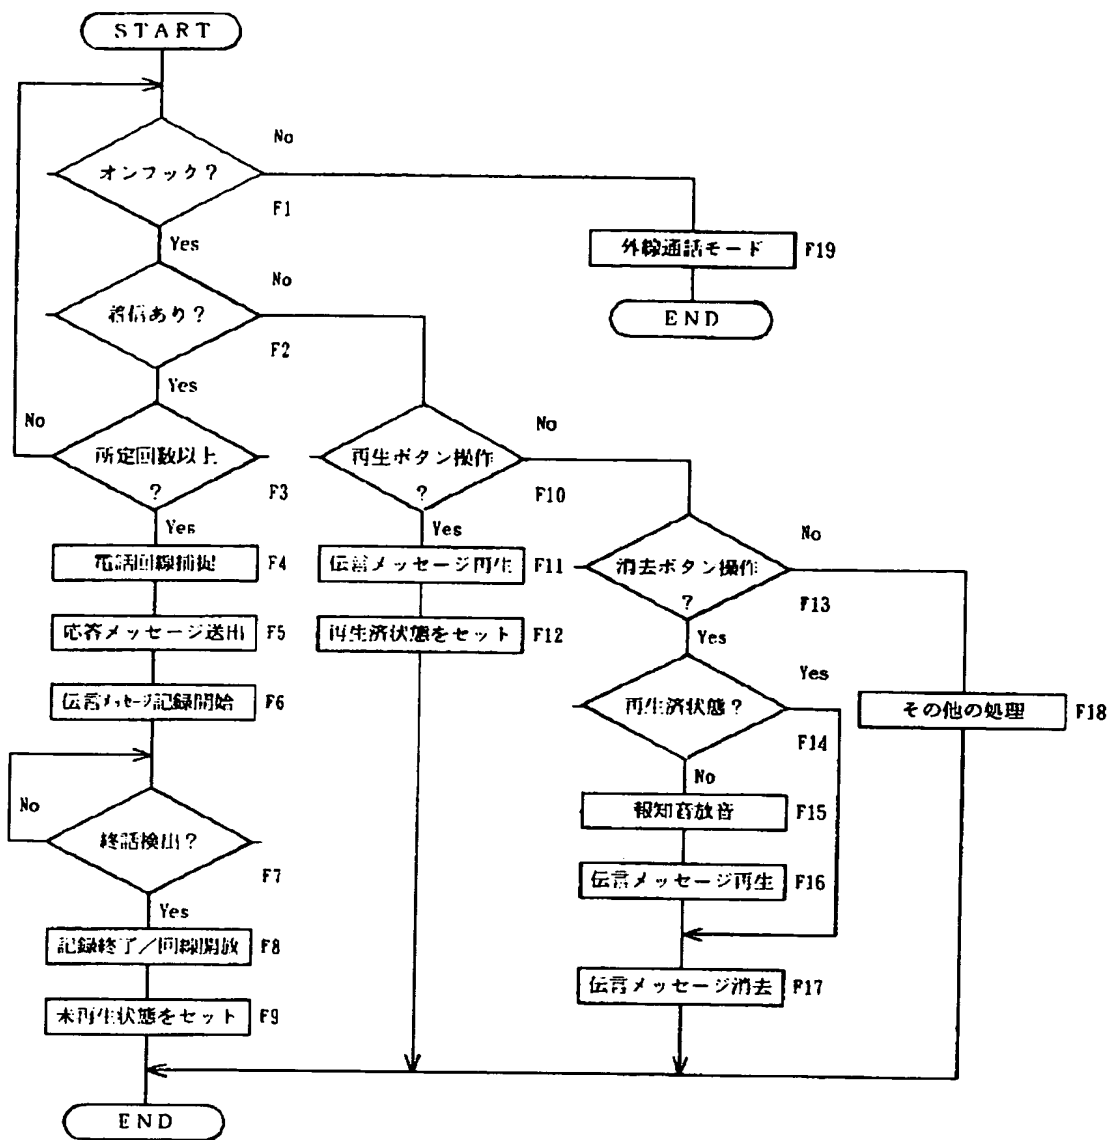 START
No
オンフック?
F1
Yes
外線通話モード F19
No
END
着信あり?
F2
Yes
No
所定回数以上
?
F3
No
再生ボタン操作
?
F10
Yes
電話回線捕捉 F4
Yes
伝言メッセージ再生 F11
No
消去ボタン操作
?
F13
応答メッセージ送出 F5
再生済状態をセット F12
Yes
伝言メッセージ記録開始 F6
Yes
再生済状態?
F14
その他の処理 F18
No
No
報知音放音 F15
終話検出?
F7
伝言メッセージ再生 F16
Yes
記録終了/回線開放 F8
伝言メッセージ消去 F17
未再生状態をセット F9
END